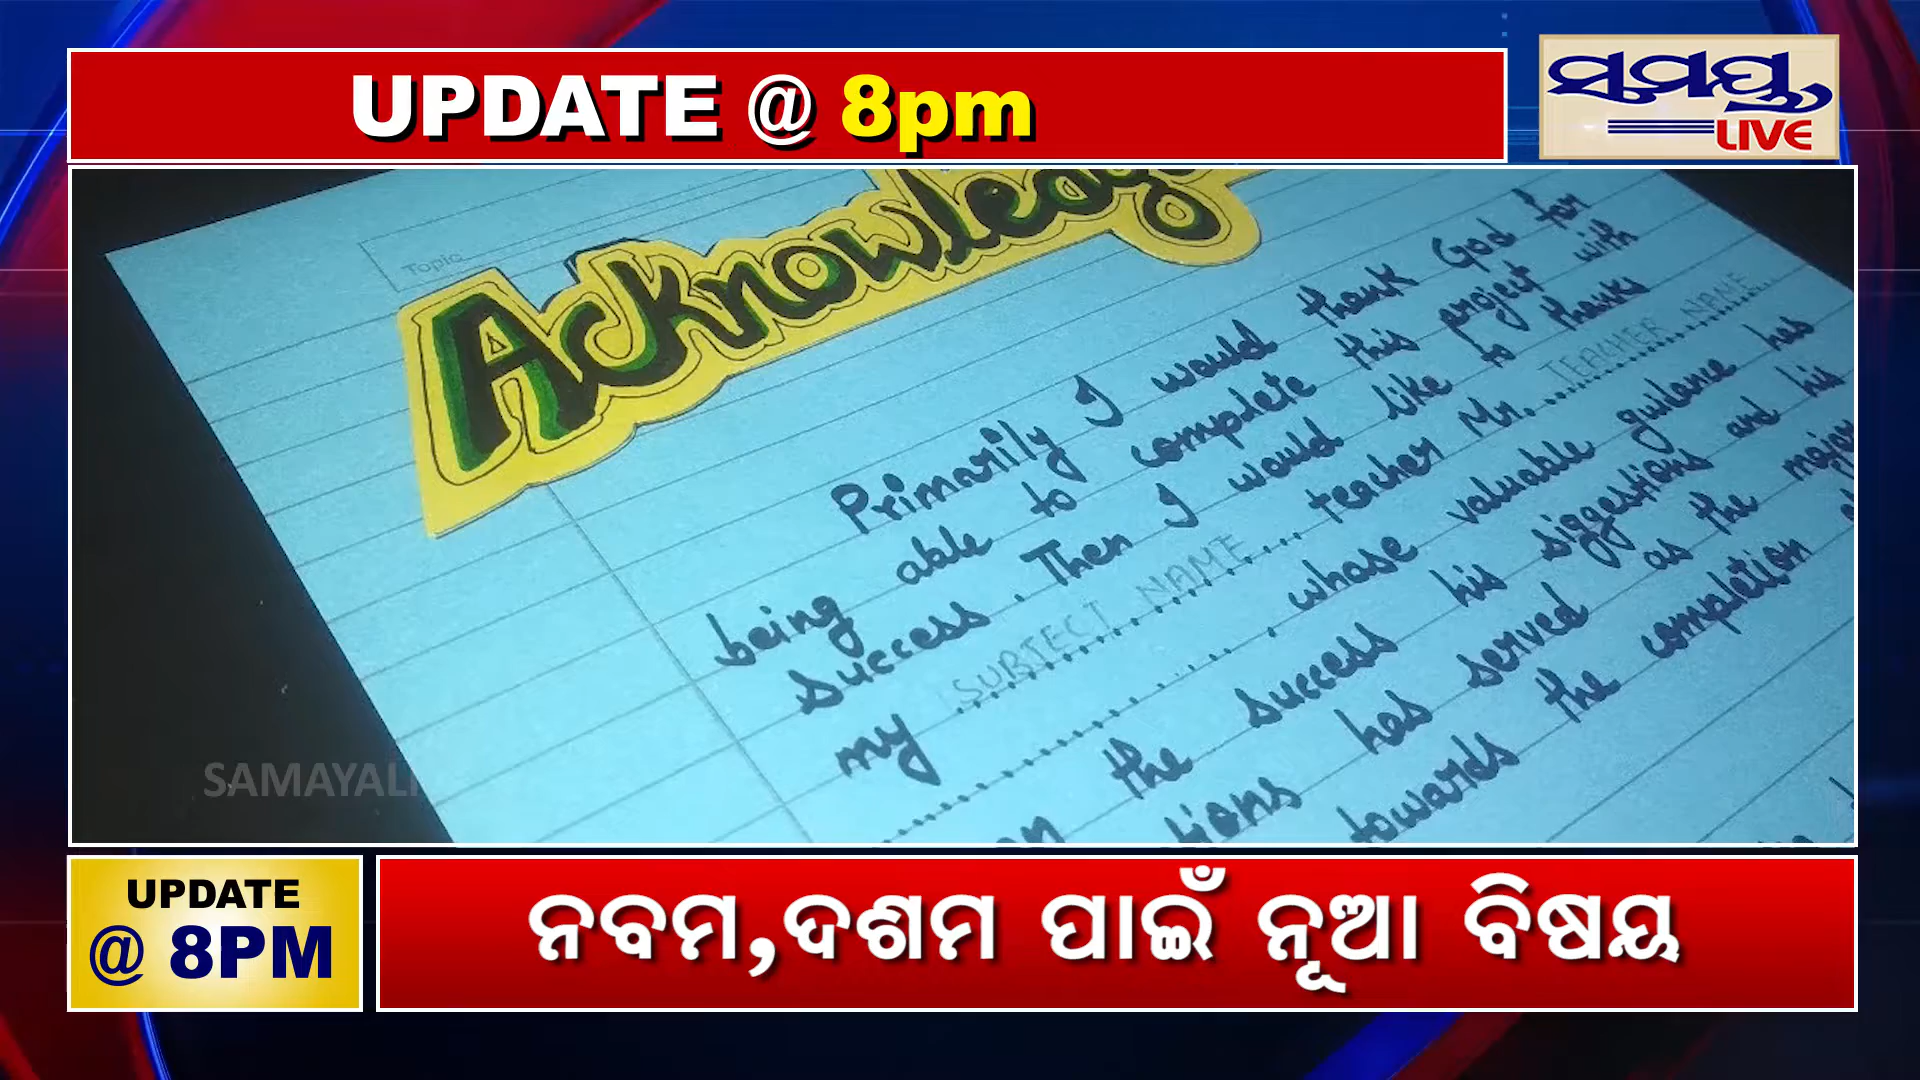 UPDATE @ 8pm
ସମୟ
LIVE
Topic
Primarily I would thank God for
being able to complete this project with
success. Then I would like to thanks
my SUBJECT NAME teacher Mr. TEACHER NAME
whose valuable guidance has
the success his siggestions and his
has served as the major
towards the completion
SAMAYALI
UPDATE
@ 8PM
ନବମ,ଦଶମ ପାଇଁ ନୂଆ ବିଷୟ